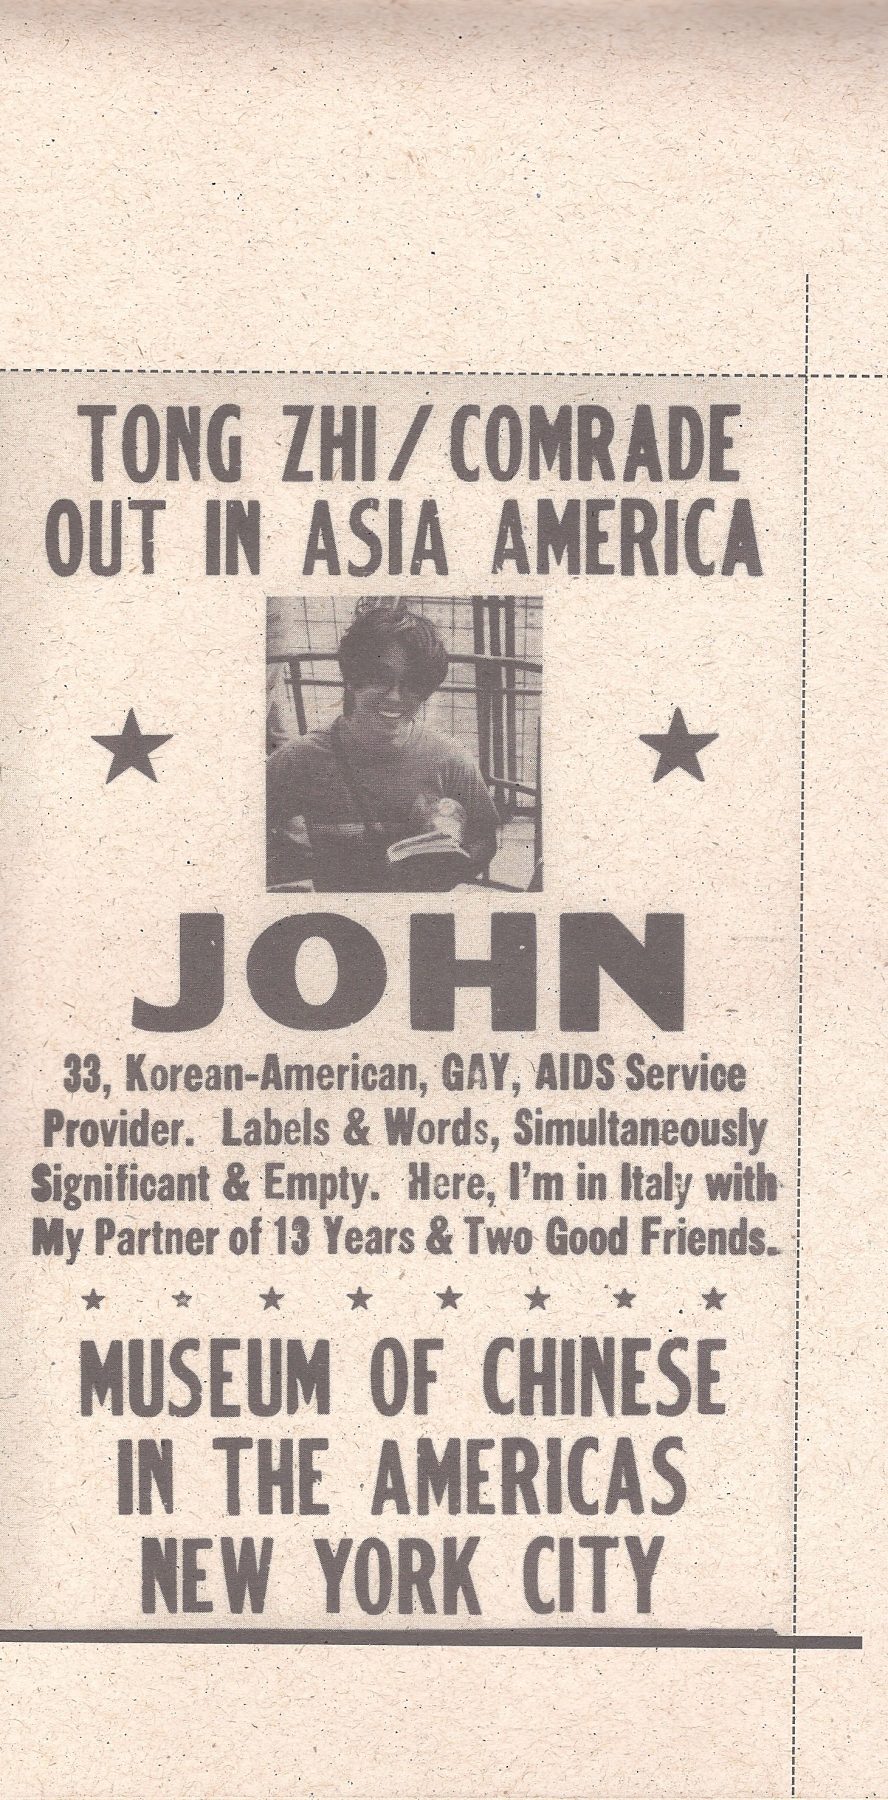 TONG ZHI/COMRADE
OUT IN ASIA AMERICA
JOHN
33, Korean-American, GAY, AIDS Service
Provider. Labels & Words, Simultaneously
Significant & Empty. Here, I'm in Italy with
My Partner of 13 Years & Two Good Friends.
MUSEUM OF CHINESE
IN THE AMERICAS
NEW YORK CITY